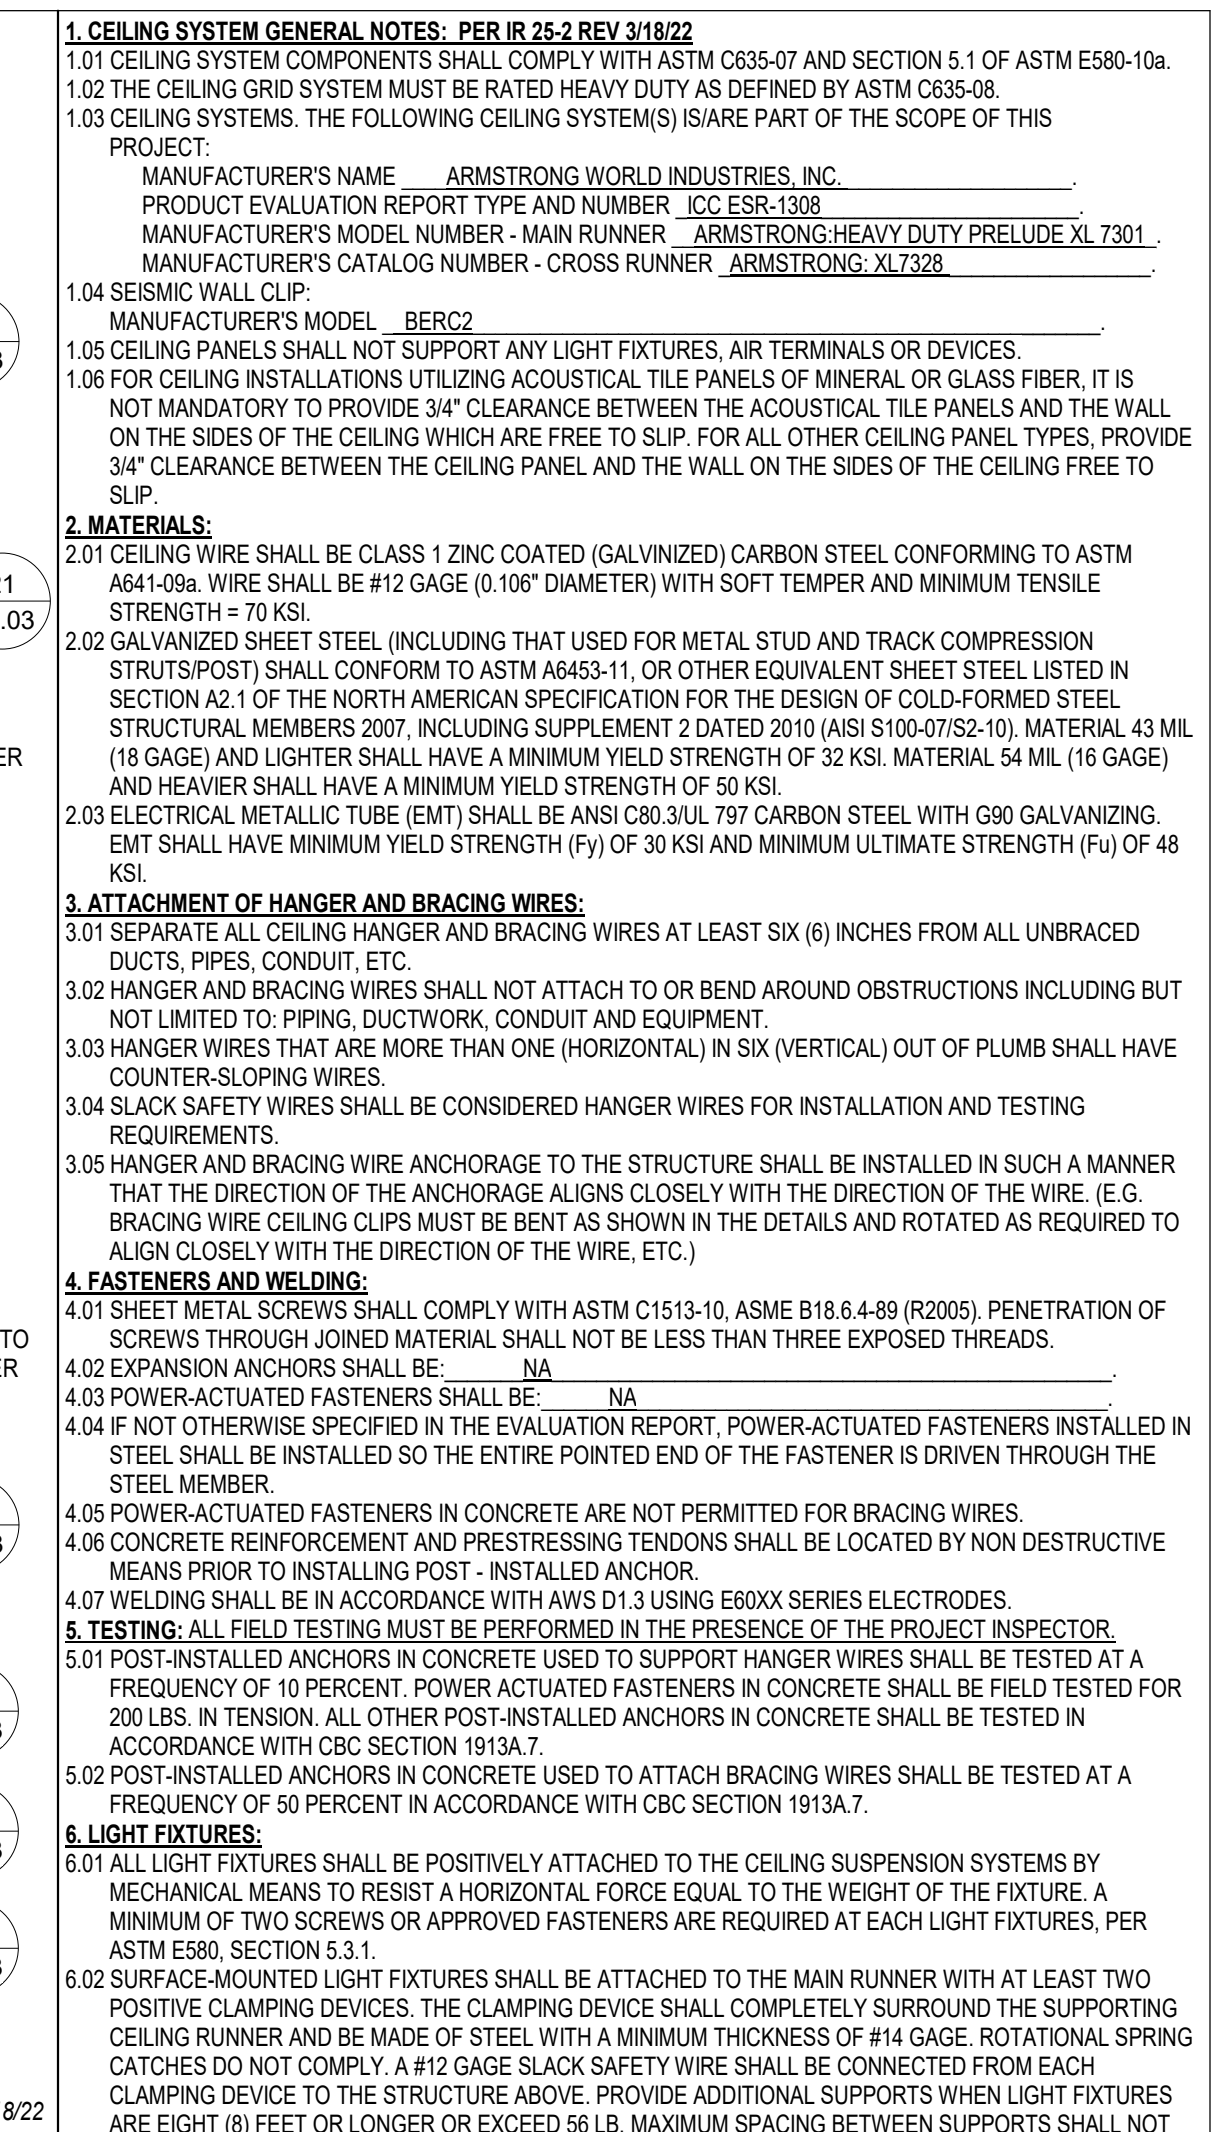 1. CEILING SYSTEM GENERAL NOTES: PER IR 25-2 REV 3/18/22
1.01 CEILING SYSTEM COMPONENTS SHALL COMPLY WITH ASTM C635-07 AND SECTION 5.1 OF ASTM E580-10a.
1.02 THE CEILING GRID SYSTEM MUST BE RATED HEAVY DUTY AS DEFINED BY ASTM C635-08.
1.03 CEILING SYSTEMS. THE FOLLOWING CEILING SYSTEM(S) IS/ARE PART OF THE SCOPE OF THIS
PROJECT:
MANUFACTURER'S NAME ARMSTRONG WORLD INDUSTRIES, INC. .
PRODUCT EVALUATION REPORT TYPE AND NUMBER ICC ESR-1308 .
MANUFACTURER'S MODEL NUMBER - MAIN RUNNER ARMSTRONG:HEAVY DUTY PRELUDE XL 7301 .
MANUFACTURER'S CATALOG NUMBER - CROSS RUNNER ARMSTRONG: XL7328 .
1.04 SEISMIC WALL CLIP:
MANUFACTURER'S MODEL BERC2 .
1.05 CEILING PANELS SHALL NOT SUPPORT ANY LIGHT FIXTURES, AIR TERMINALS OR DEVICES.
1.06 FOR CEILING INSTALLATIONS UTILIZING ACOUSTICAL TILE PANELS OF MINERAL OR GLASS FIBER, IT IS
NOT MANDATORY TO PROVIDE 3/4" CLEARANCE BETWEEN THE ACOUSTICAL TILE PANELS AND THE WALL
ON THE SIDES OF THE CEILING WHICH ARE FREE TO SLIP. FOR ALL OTHER CEILING PANEL TYPES, PROVIDE
3/4" CLEARANCE BETWEEN THE CEILING PANEL AND THE WALL ON THE SIDES OF THE CEILING FREE TO
SLIP.
2. MATERIALS:
2.01 CEILING WIRE SHALL BE CLASS 1 ZINC COATED (GALVINIZED) CARBON STEEL CONFORMING TO ASTM
A641-09a. WIRE SHALL BE #12 GAGE (0.106" DIAMETER) WITH SOFT TEMPER AND MINIMUM TENSILE
STRENGTH = 70 KSI.
2.02 GALVANIZED SHEET STEEL (INCLUDING THAT USED FOR METAL STUD AND TRACK COMPRESSION
STRUTS/POST) SHALL CONFORM TO ASTM A6453-11, OR OTHER EQUIVALENT SHEET STEEL LISTED IN
SECTION A2.1 OF THE NORTH AMERICAN SPECIFICATION FOR THE DESIGN OF COLD-FORMED STEEL
STRUCTURAL MEMBERS 2007, INCLUDING SUPPLEMENT 2 DATED 2010 (AISI S100-07/S2-10). MATERIAL 43 MIL
(18 GAGE) AND LIGHTER SHALL HAVE A MINIMUM YIELD STRENGTH OF 32 KSI. MATERIAL 54 MIL (16 GAGE)
AND HEAVIER SHALL HAVE A MINIMUM YIELD STRENGTH OF 50 KSI.
2.03 ELECTRICAL METALLIC TUBE (EMT) SHALL BE ANSI C80.3/UL 797 CARBON STEEL WITH G90 GALVANIZING.
EMT SHALL HAVE MINIMUM YIELD STRENGTH (Fy) OF 30 KSI AND MINIMUM ULTIMATE STRENGTH (Fu) OF 48
KSI.
3. ATTACHMENT OF HANGER AND BRACING WIRES:
3.01 SEPARATE ALL CEILING HANGER AND BRACING WIRES AT LEAST SIX (6) INCHES FROM ALL UNBRACED
DUCTS, PIPES, CONDUIT, ETC.
3.02 HANGER AND BRACING WIRES SHALL NOT ATTACH TO OR BEND AROUND OBSTRUCTIONS INCLUDING BUT
NOT LIMITED TO: PIPING, DUCTWORK, CONDUIT AND EQUIPMENT.
3.03 HANGER WIRES THAT ARE MORE THAN ONE (HORIZONTAL) IN SIX (VERTICAL) OUT OF PLUMB SHALL HAVE
COUNTER-SLOPING WIRES.
3.04 SLACK SAFETY WIRES SHALL BE CONSIDERED HANGER WIRES FOR INSTALLATION AND TESTING
REQUIREMENTS.
3.05 HANGER AND BRACING WIRE ANCHORAGE TO THE STRUCTURE SHALL BE INSTALLED IN SUCH A MANNER
THAT THE DIRECTION OF THE ANCHORAGE ALIGNS CLOSELY WITH THE DIRECTION OF THE WIRE. (E.G.
BRACING WIRE CEILING CLIPS MUST BE BENT AS SHOWN IN THE DETAILS AND ROTATED AS REQUIRED TO
ALIGN CLOSELY WITH THE DIRECTION OF THE WIRE, ETC.)
4. FASTENERS AND WELDING:
4.01 SHEET METAL SCREWS SHALL COMPLY WITH ASTM C1513-10, ASME B18.6.4-89 (R2005). PENETRATION OF
SCREWS THROUGH JOINED MATERIAL SHALL NOT BE LESS THAN THREE EXPOSED THREADS.
4.02 EXPANSION ANCHORS SHALL BE: NA .
4.03 POWER-ACTUATED FASTENERS SHALL BE: NA .
4.04 IF NOT OTHERWISE SPECIFIED IN THE EVALUATION REPORT, POWER-ACTUATED FASTENERS INSTALLED IN
STEEL SHALL BE INSTALLED SO THE ENTIRE POINTED END OF THE FASTENER IS DRIVEN THROUGH THE
STEEL MEMBER.
4.05 POWER-ACTUATED FASTENERS IN CONCRETE ARE NOT PERMITTED FOR BRACING WIRES.
4.06 CONCRETE REINFORCEMENT AND PRESTRESSING TENDONS SHALL BE LOCATED BY NON DESTRUCTIVE
MEANS PRIOR TO INSTALLING POST - INSTALLED ANCHOR.
4.07 WELDING SHALL BE IN ACCORDANCE WITH AWS D1.3 USING E60XX SERIES ELECTRODES.
5. TESTING: ALL FIELD TESTING MUST BE PERFORMED IN THE PRESENCE OF THE PROJECT INSPECTOR.
5.01 POST-INSTALLED ANCHORS IN CONCRETE USED TO SUPPORT HANGER WIRES SHALL BE TESTED AT A
FREQUENCY OF 10 PERCENT. POWER ACTUATED FASTENERS IN CONCRETE SHALL BE FIELD TESTED FOR
200 LBS. IN TENSION. ALL OTHER POST-INSTALLED ANCHORS IN CONCRETE SHALL BE TESTED IN
ACCORDANCE WITH CBC SECTION 1913A.7.
5.02 POST-INSTALLED ANCHORS IN CONCRETE USED TO ATTACH BRACING WIRES SHALL BE TESTED AT A
FREQUENCY OF 50 PERCENT IN ACCORDANCE WITH CBC SECTION 1913A.7.
6. LIGHT FIXTURES:
6.01 ALL LIGHT FIXTURES SHALL BE POSITIVELY ATTACHED TO THE CEILING SUSPENSION SYSTEMS BY
MECHANICAL MEANS TO RESIST A HORIZONTAL FORCE EQUAL TO THE WEIGHT OF THE FIXTURE. A
MINIMUM OF TWO SCREWS OR APPROVED FASTENERS ARE REQUIRED AT EACH LIGHT FIXTURES, PER
ASTM E580, SECTION 5.3.1.
6.02 SURFACE-MOUNTED LIGHT FIXTURES SHALL BE ATTACHED TO THE MAIN RUNNER WITH AT LEAST TWO
POSITIVE CLAMPING DEVICES. THE CLAMPING DEVICE SHALL COMPLETELY SURROUND THE SUPPORTING
CEILING RUNNER AND BE MADE OF STEEL WITH A MINIMUM THICKNESS OF #14 GAGE. ROTATIONAL SPRING
CATCHES DO NOT COMPLY. A #12 GAGE SLACK SAFETY WIRE SHALL BE CONNECTED FROM EACH
CLAMPING DEVICE TO THE STRUCTURE ABOVE. PROVIDE ADDITIONAL SUPPORTS WHEN LIGHT FIXTURES
ARE EIGHT (8) FEET OR LONGER OR EXCEED 56 LB. MAXIMUM SPACING BETWEEN SUPPORTS SHALL NOT
.03
TO
8/22